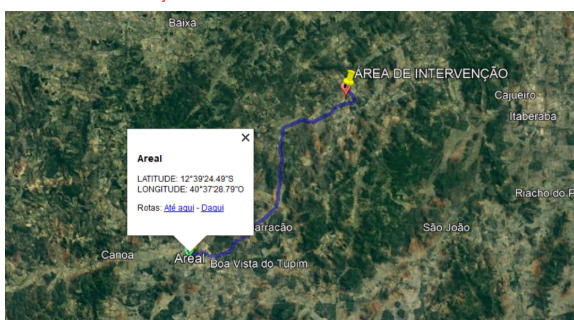 Baixa
ÁREA DE INTERVENÇÃO
Cajueiro
Itaberaba
Areal
LATITUDE: 12°39'24.49"S
LONGITUDE: 40°37'28.79"O
Rotas: Até aqui - Daqui
Riacho do
São João
Canoa
Areal
Boa Vista do Tupim